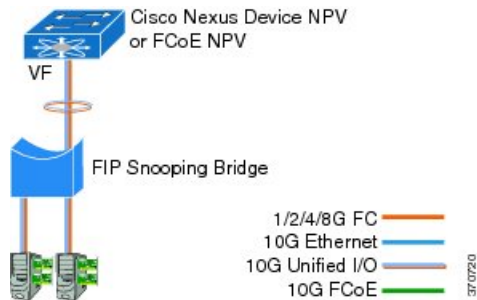 Cisco Nexus Device NPV
or FCoE NPV
VF
FIP Snooping Bridge
1/2/4/8G FC
10G Ethernet
10G Unified I/O
10G FCoE
370720